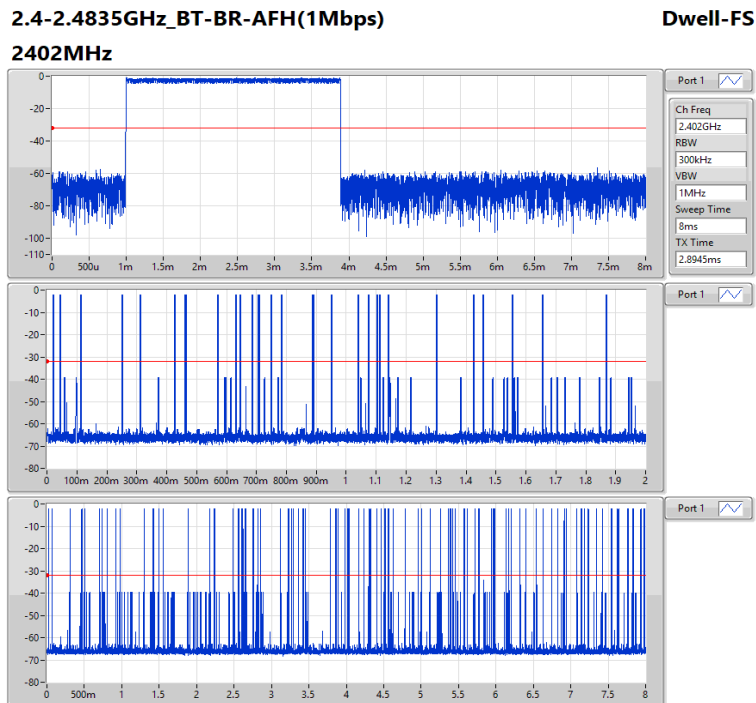 2.4-2.4835GHz_BT-BR-AFH(1Mbps) Dwell-FS
2402MHz
Port 1
Ch Freq
2.402GHz
RBW
300kHz
VBW
1MHz
Sweep Time
8ms
TX Time
2.8945ms
0
-20
-40
-60
-80
-100
-110
0 500u 1m 1.5m 2m 2.5m 3m 3.5m 4m 4.5m 5m 5.5m 6m 6.5m 7m 7.5m 8m
Port 1
0
-10
-20
-30
-40
-50
-60
-70
-80
0 100m 200m 300m 400m 500m 600m 700m 800m 900m 1 1.1 1.2 1.3 1.4 1.5 1.6 1.7 1.8 1.9 2
Port 1
0
-10
-20
-30
-40
-50
-60
-70
-80
0 500m 1 1.5 2 2.5 3 3.5 4 4.5 5 5.5 6 6.5 7 7.5 8